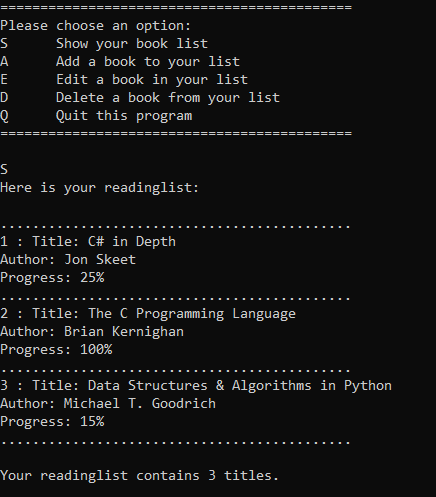 ============================================
Please choose an option:
S      Show your book list
A      Add a book to your list
E      Edit a book in your list
D      Delete a book from your list
Q      Quit this program
============================================
S
Here is your readinglist:
............................................
1 : Title: C# in Depth
Author: Jon Skeet
Progress: 25%
............................................
2 : Title: The C Programming Language
Author: Brian Kernighan
Progress: 100%
............................................
3 : Title: Data Structures & Algorithms in Python
Author: Michael T. Goodrich
Progress: 15%
............................................
Your readinglist contains 3 titles.